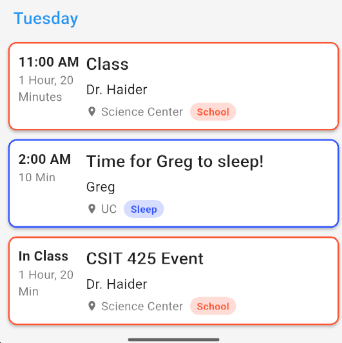 Tuesday
11:00 AM Class
1 Hour, 20
Minutes
Dr. Haider
Science Center School
2:00 AM Time for Greg to sleep!
10 Min
Greg
UC Sleep
In Class CSIT 425 Event
1 Hour, 20
Min
Dr. Haider
Science Center School